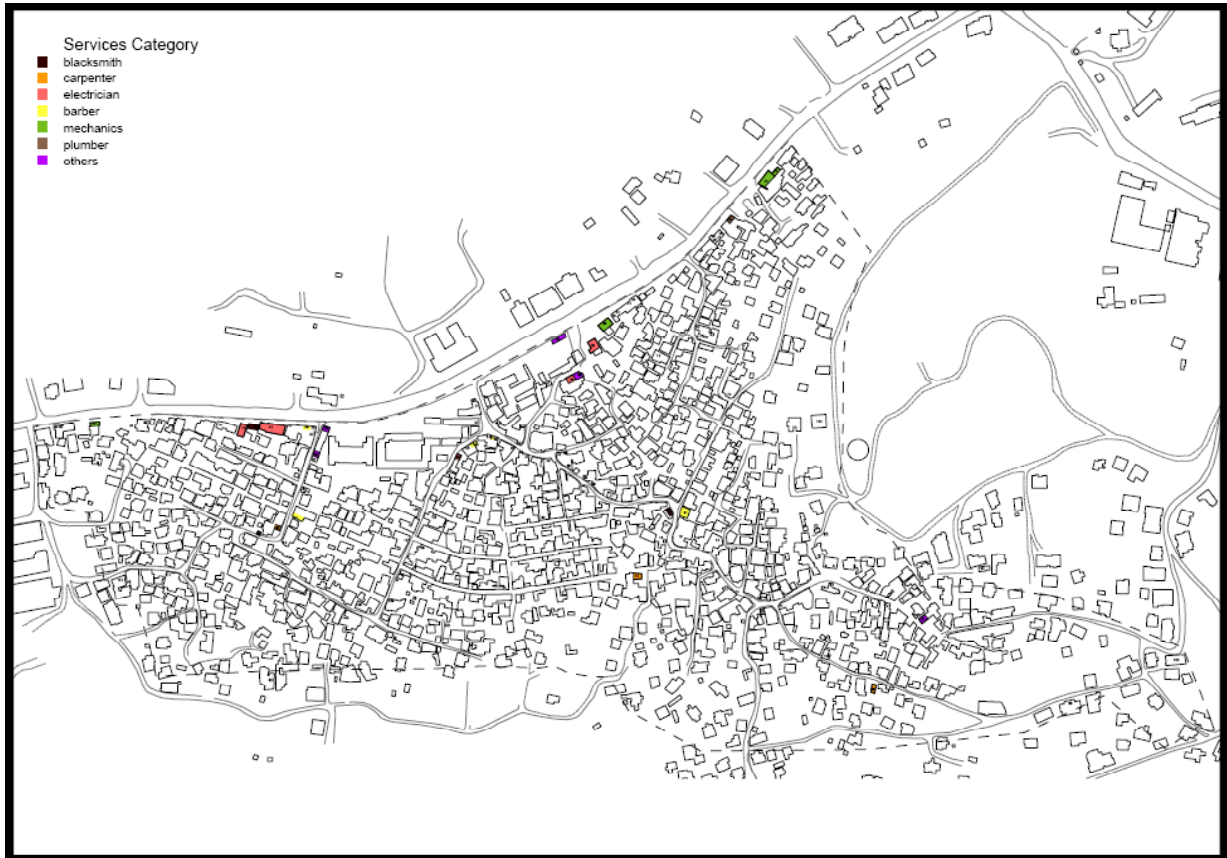 Services Category
blacksmith
carpenter
electrician
barber
mechanics
plumber
others